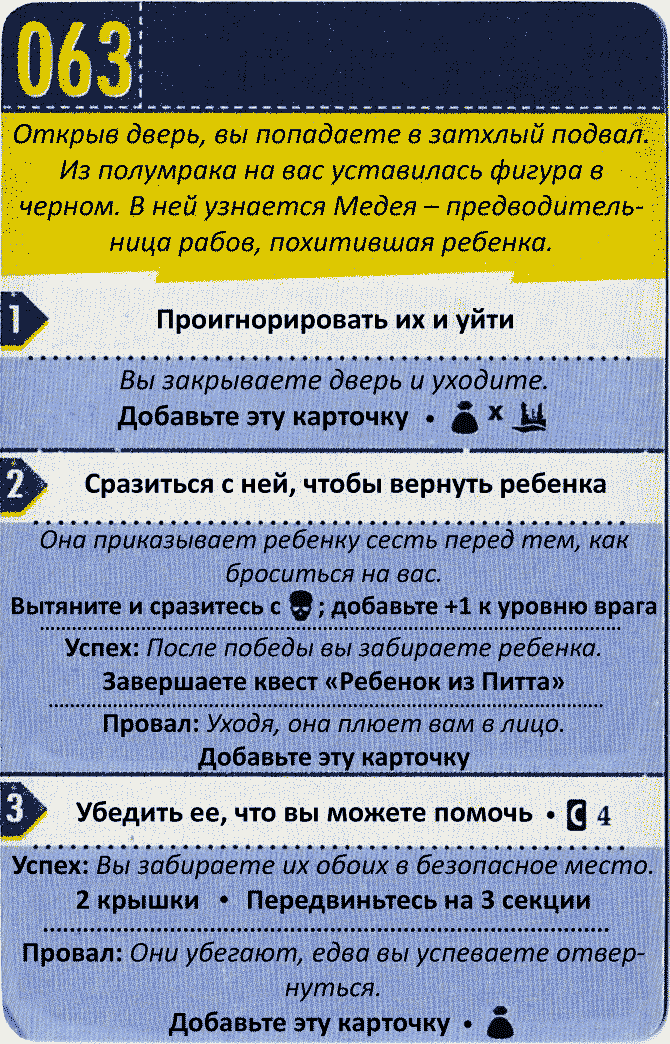 063
Открыв дверь, вы попадаете в затхлый подвал.
Из полумрака на вас уставилась фигура в
черном. В ней узнается Медея – предводитель-
ница рабов, похитившая ребенка.
1
Проигнорировать их и уйти
Вы закрываете дверь и уходите.
Добавьте эту карточку • x
2
Сразиться с ней, чтобы вернуть ребенка
Она приказывает ребенку сесть перед тем, как
броситься на вас.
Вытяните и сразитесь с ; добавьте +1 к уровню врага
Успех: После победы вы забираете ребенка.
Завершаете квест «Ребенок из Питта»
Провал: Уходя, она плюет вам в лицо.
Добавьте эту карточку
3
Убедить ее, что вы можете помочь • C 4
Успех: Вы забираете их обоих в безопасное место.
2 крышки • Передвиньтесь на 3 секции
Провал: Они убегают, едва вы успеваете отвер-
нуться.
Добавьте эту карточку •